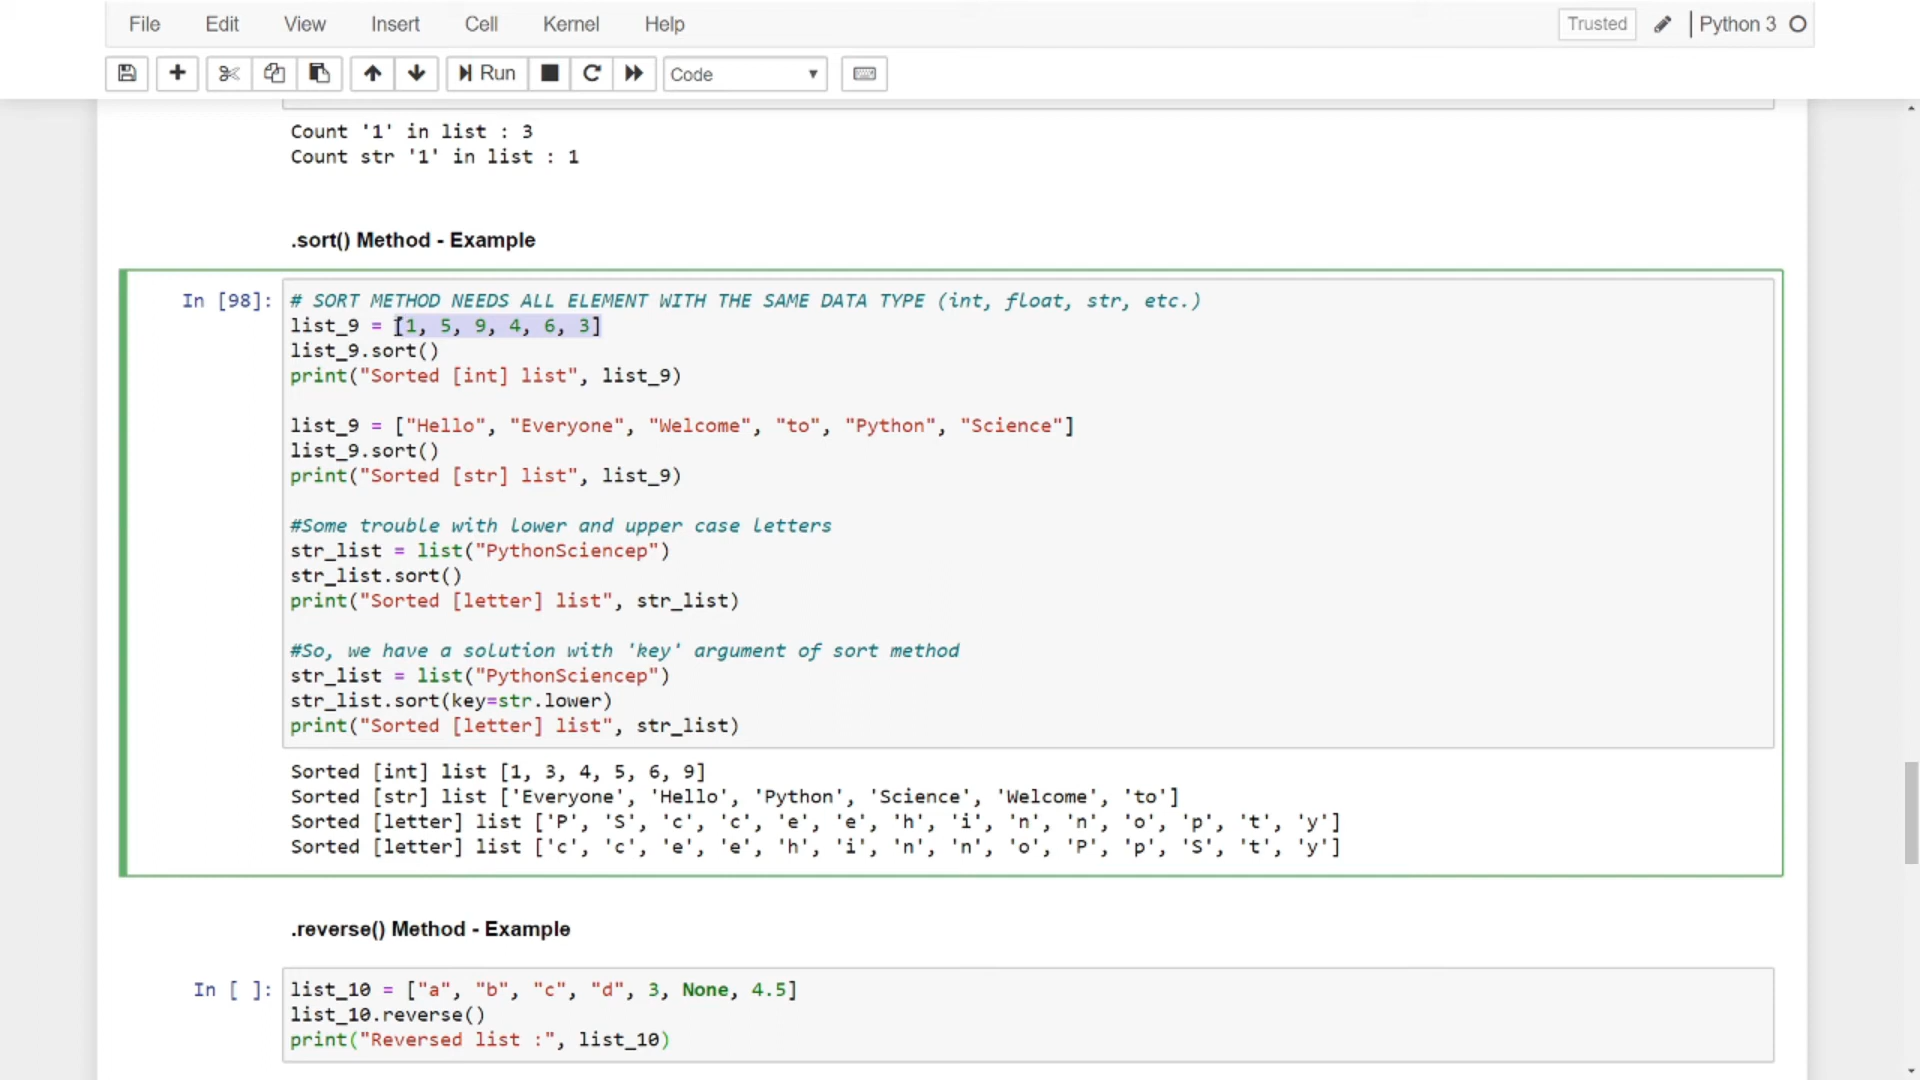 File Edit View Insert Cell Kernel Help Trusted Python 3
Run Code
Count '1' in list : 3
Count str '1' in list : 1
.sort() Method - Example
In [98]: # SORT METHOD NEEDS ALL ELEMENT WITH THE SAME DATA TYPE (int, float, str, etc.)
list_9 = [1, 5, 9, 4, 6, 3]
list_9.sort()
print("Sorted [int] list", list_9)
list_9 = ["Hello", "Everyone", "Welcome", "to", "Python", "Science"]
list_9.sort()
print("Sorted [str] list", list_9)
#Some trouble with lower and upper case letters
str_list = list("PythonSciencep")
str_list.sort()
print("Sorted [letter] list", str_list)
#So, we have a solution with 'key' argument of sort method
str_list = list("PythonSciencep")
str_list.sort(key=str.lower)
print("Sorted [letter] list", str_list)
Sorted [int] list [1, 3, 4, 5, 6, 9]
Sorted [str] list ['Everyone', 'Hello', 'Python', 'Science', 'Welcome', 'to']
Sorted [letter] list ['P', 'S', 'c', 'c', 'e', 'e', 'h', 'i', 'n', 'n', 'o', 'p', 't', 'y']
Sorted [letter] list ['c', 'c', 'e', 'e', 'h', 'i', 'n', 'n', 'o', 'P', 'p', 'S', 't', 'y']
.reverse() Method - Example
In [ ]: list_10 = ["a", "b", "c", "d", 3, None, 4.5]
list_10.reverse()
print("Reversed list :", list_10)